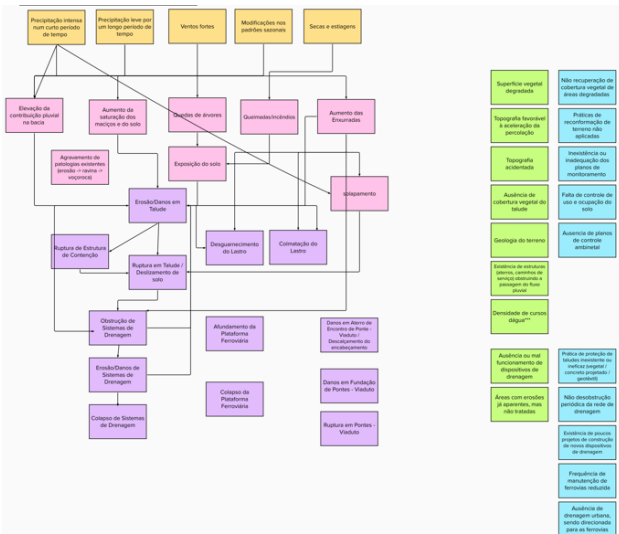 Precipitação intensa
num curto período
de tempo
Precipitação leve por
um longo período de
tempo
Ventos fortes
Modificações nos
padrões sazonais
Secas e estiagens
Elevação da
contribuição pluvial
na bacia
Aumento de
saturação dos
maciços e do solo
Quedas de árvores
Queimadas/Incêndios
Aumento das
Enxurradas
Agravamento de
patologias existentes
(erosão -> ravina ->
voçoroca)
Exposição do solo
solapamento
Erosão/Danos em
Talude
Ruptura de Estrutura
de Contenção
Desguarnecimento
do Lastro
Colmatação do
Lastro
Ruptura em Talude /
Deslizamento de
solo
Obstrução de
Sistemas de
Drenagem
Afundamento da
Plataforma
Ferroviária
Danos em Aterro de
Encontro de Ponte -
Viaduto /
Descalçamento do
encabeçamento
Erosão/Danos de
Sistemas de
Drenagem
Colapso da
Plataforma
Ferroviária
Danos em Fundação
de Pontes - Viaduto
Colapso de Sistemas
de Drenagem
Ruptura em Pontes -
Viaduto
Superfície vegetal
degradada
Não recuperação de
cobertura vegetal de
áreas degradadas
Topografia favorável
à aceleração da
percolação
Práticas de
reconformação de
terreno não
aplicadas
Topografia
acidentada
Inexistência ou
inadequação dos
planos de
monitoramento
Ausência de
cobertura vegetal do
talude
Falta de controle de
uso e ocupação do
solo
Geologia do terreno
Ausencia de planos
de controle
ambinetal
Existência de estruturas
(aterros, caminhos de
serviço) obstruindo a
passagem do fluxo
pluvial
Densidade de cursos
dágua***
Ausência ou mal
funcionamento de
dispositivos de
drenagem
Prática de proteção de
taludes inexistente ou
ineficaz (vegetal /
concreto projetado /
geotêxtil)
Áreas com erosões
já aparentes, mas
não tratadas
Não desobstrução
periódica da rede de
drenagem
Existência de poucos
projetos de construção
de novos dispositivos
de drenagem
Frequência de
manutenção de
ferrovias reduzida
Ausência de
drenagem urbana,
sendo direcionada
para as ferrovias